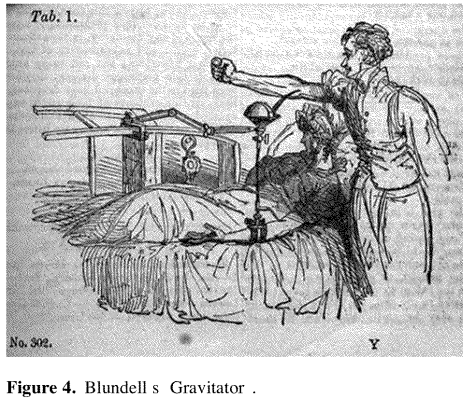 Tab. 1.
No. 302.
Y
Figure 4. Blundell s Gravitator .